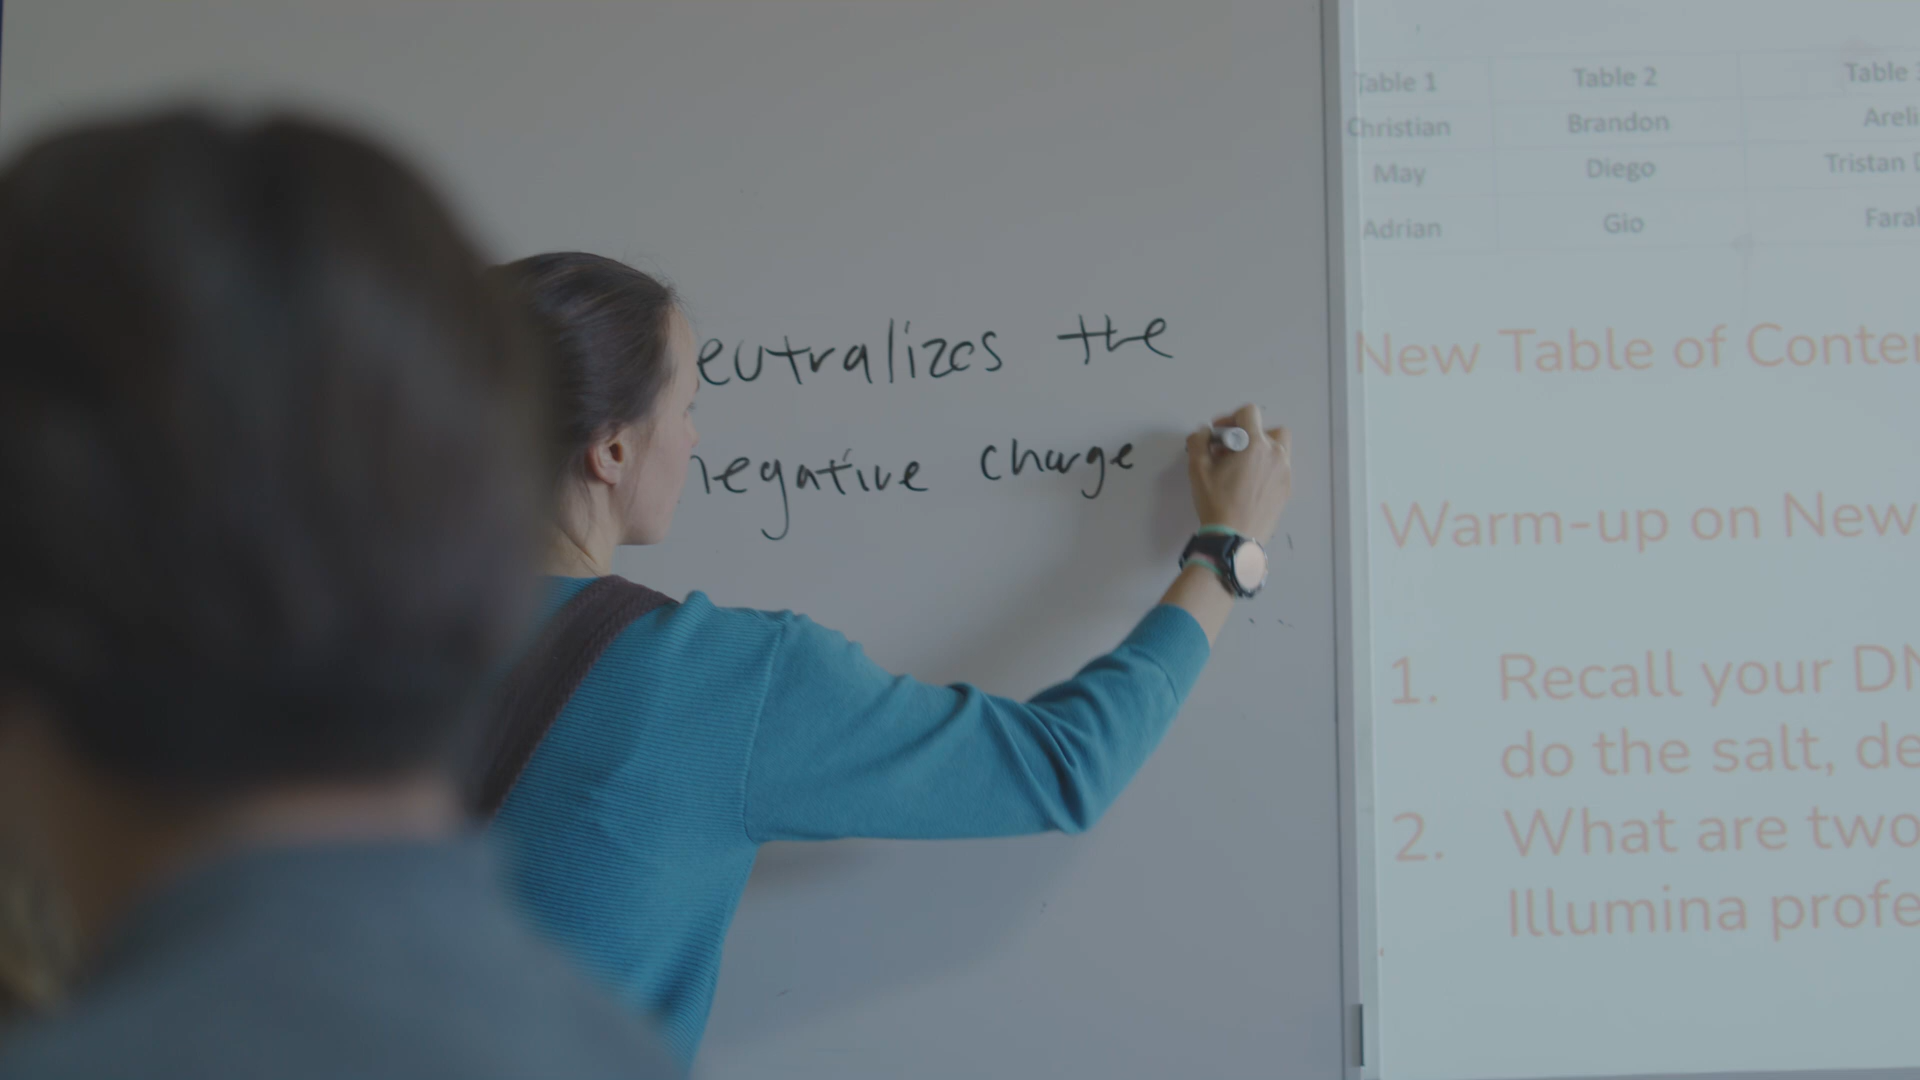 eutralizes the
negative charge
Table 1 Table 2 Table
Christian Brandon Areli
May Diego Tristan D
Adrian Gio Farah
New Table of Conten
Warm-up on New
1. Recall your DN
do the salt, de
2. What are two
Illumina profe